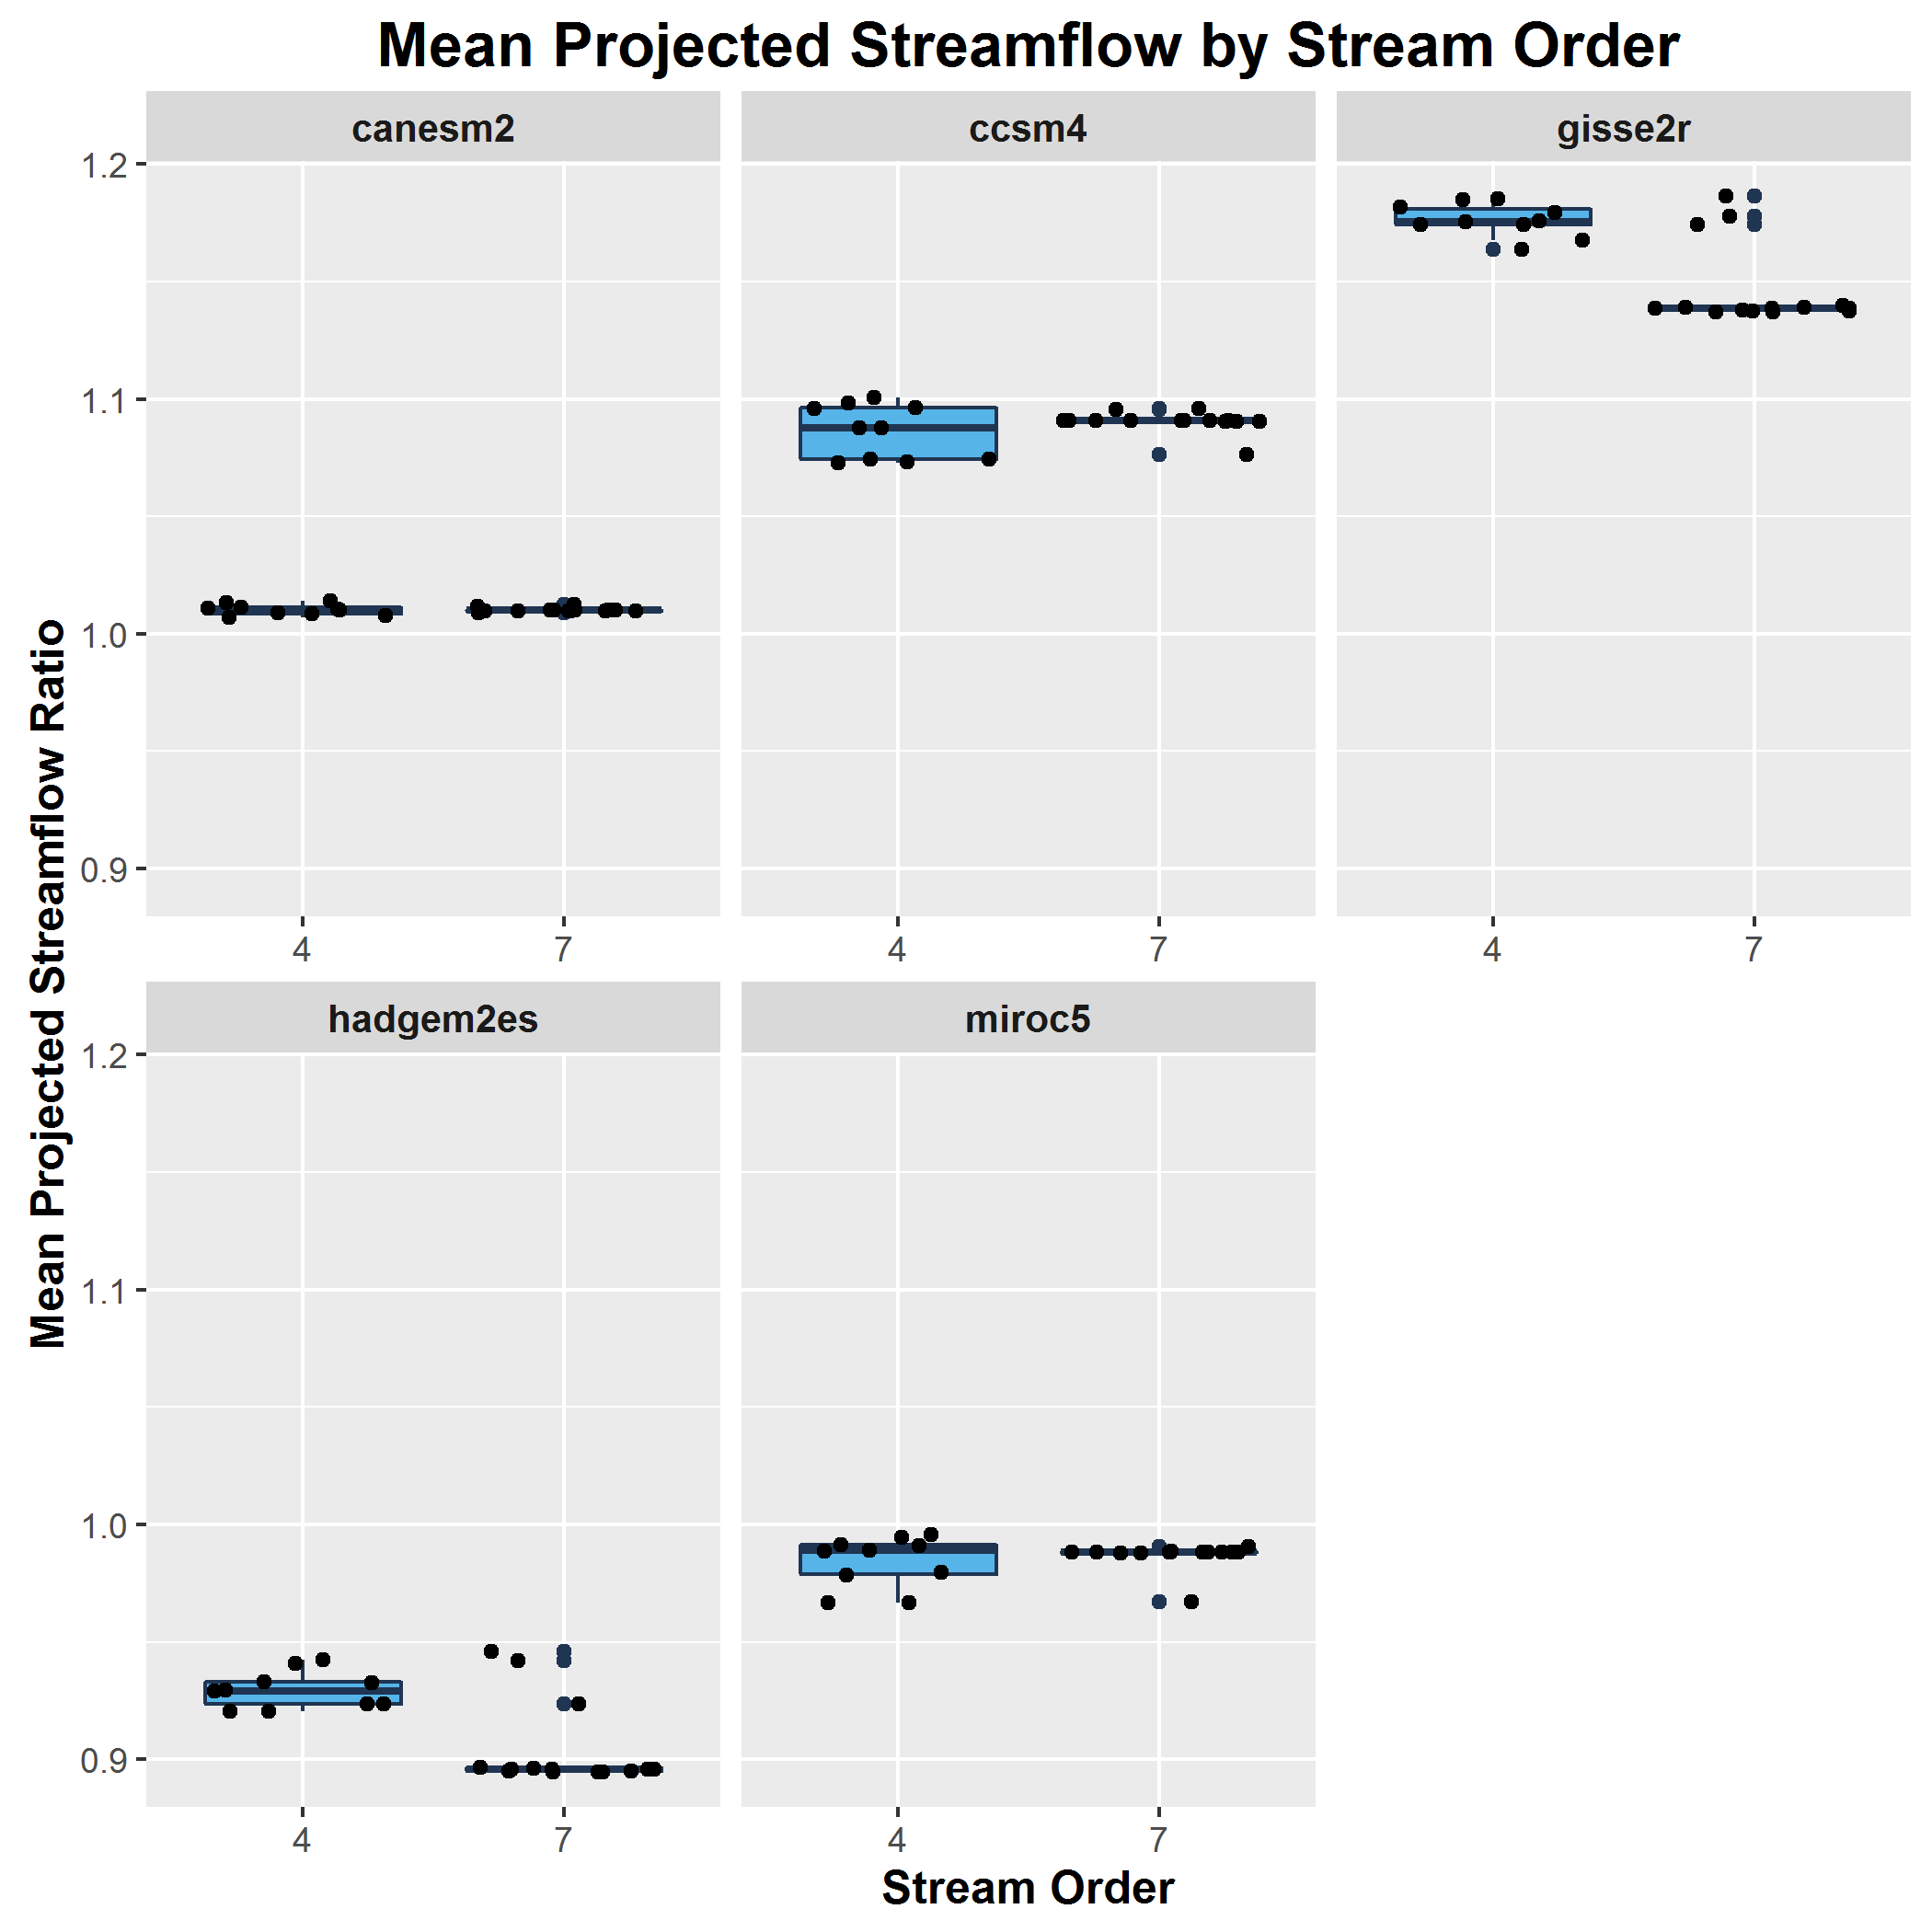 Mean Projected Streamflow by Stream Order
canesm2 ccsm4 gisse2r
1.2
1.1
1.0
0.9
4 7 4 7 4 7
hadgem2es miroc5
1.2
1.1
1.0
0.9
4 7 4 7
Mean Projected Streamflow Ratio
Stream Order